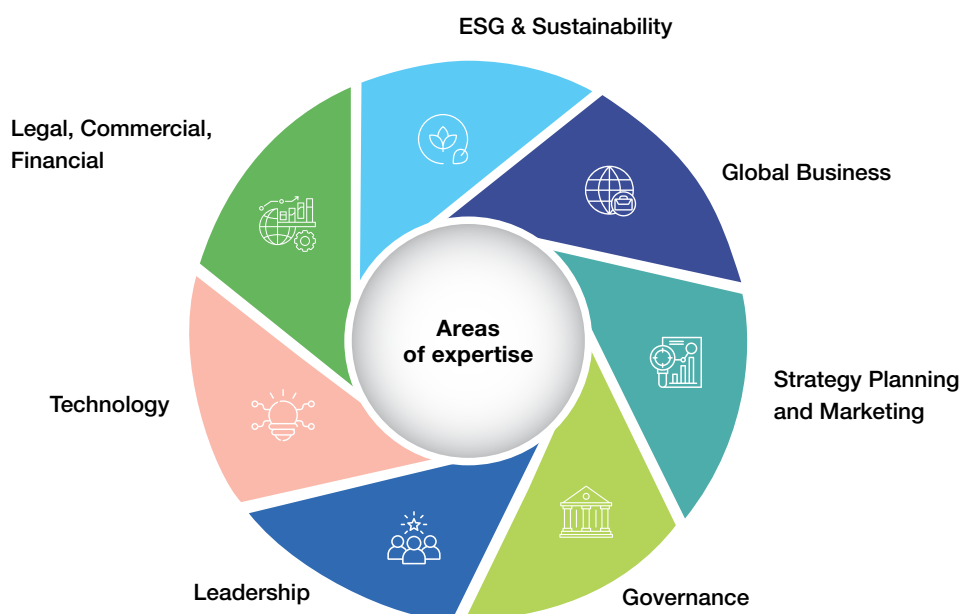 ESG & Sustainability
Legal, Commercial,
Financial
Global Business
Areas
of expertise
Strategy Planning
and Marketing
Technology
Leadership
Governance